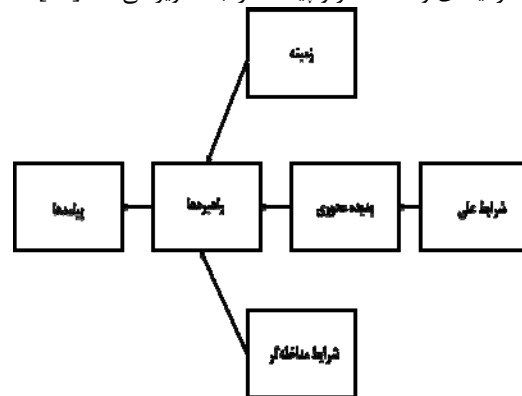 زمینه
شرایط علی
پدیده محوری
راهبردها
پیامدها
شرایط مداخله‌گر